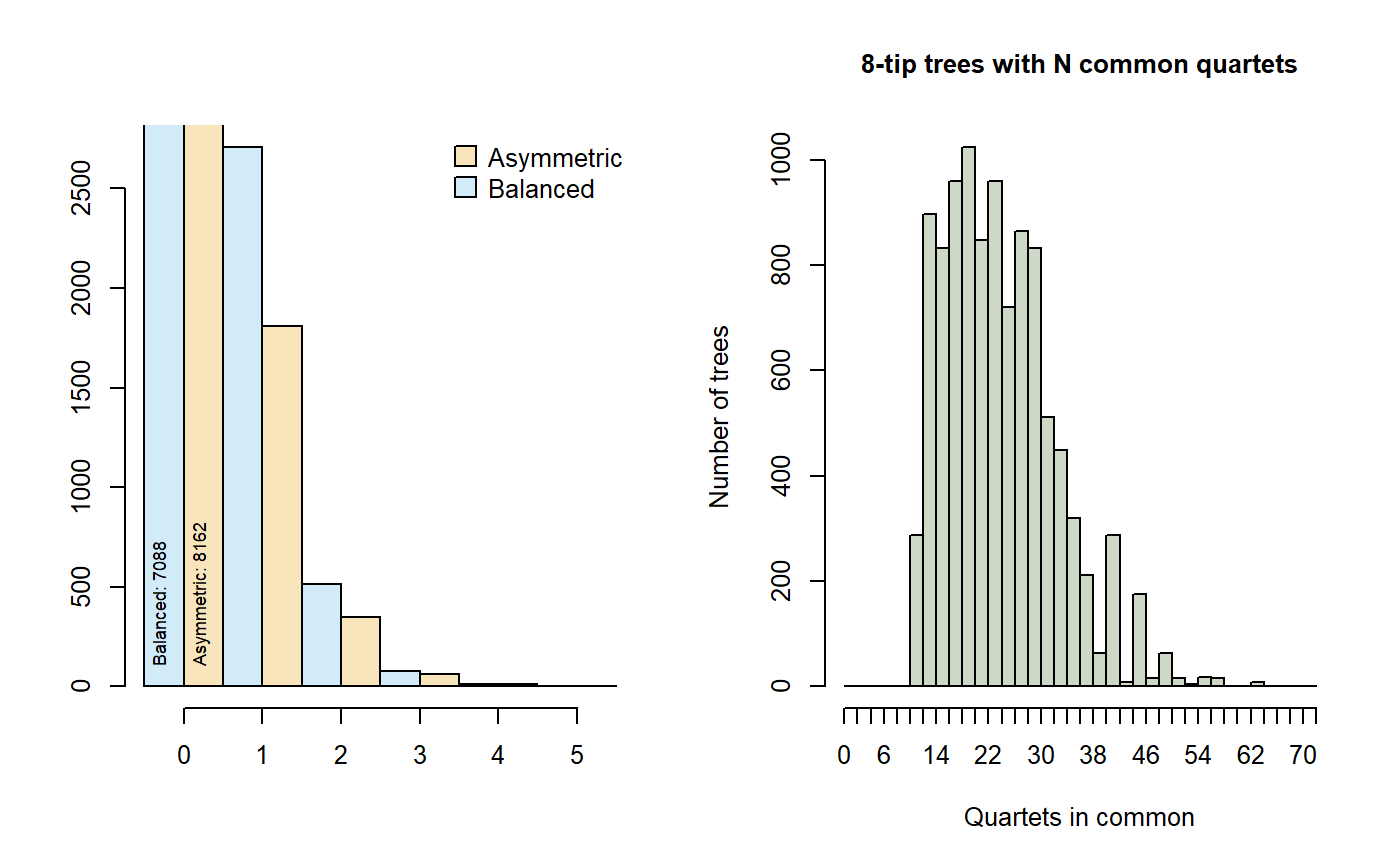 8-tip trees with N common quartets
Asymmetric
Balanced
2500
2000
1500
1000
500
0
Balanced: 7088
Asymmetric: 8162
0 1 2 3 4 5
Number of trees
1000
800
600
400
200
0
0 6 14 22 30 38 46 54 62 70
Quartets in common